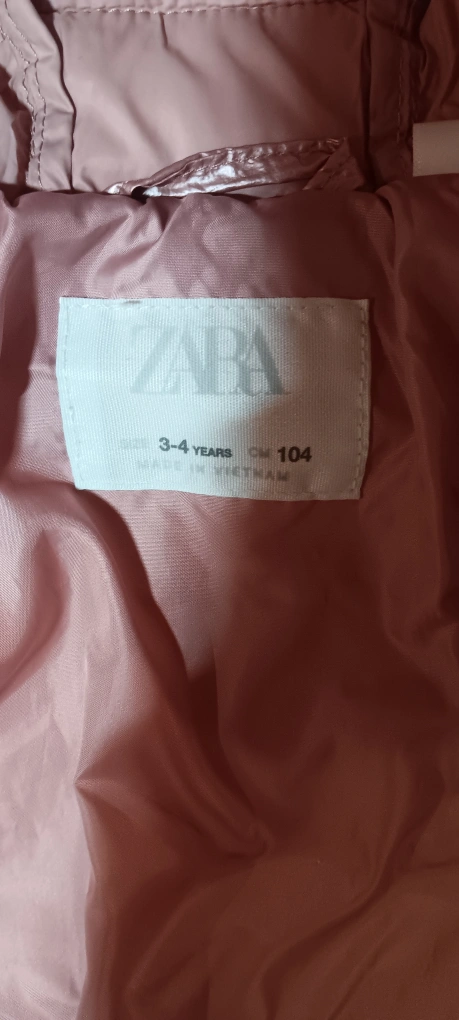 ZARA
SIZE 3-4 YEARS CM 104
MADE IN VIETNAM